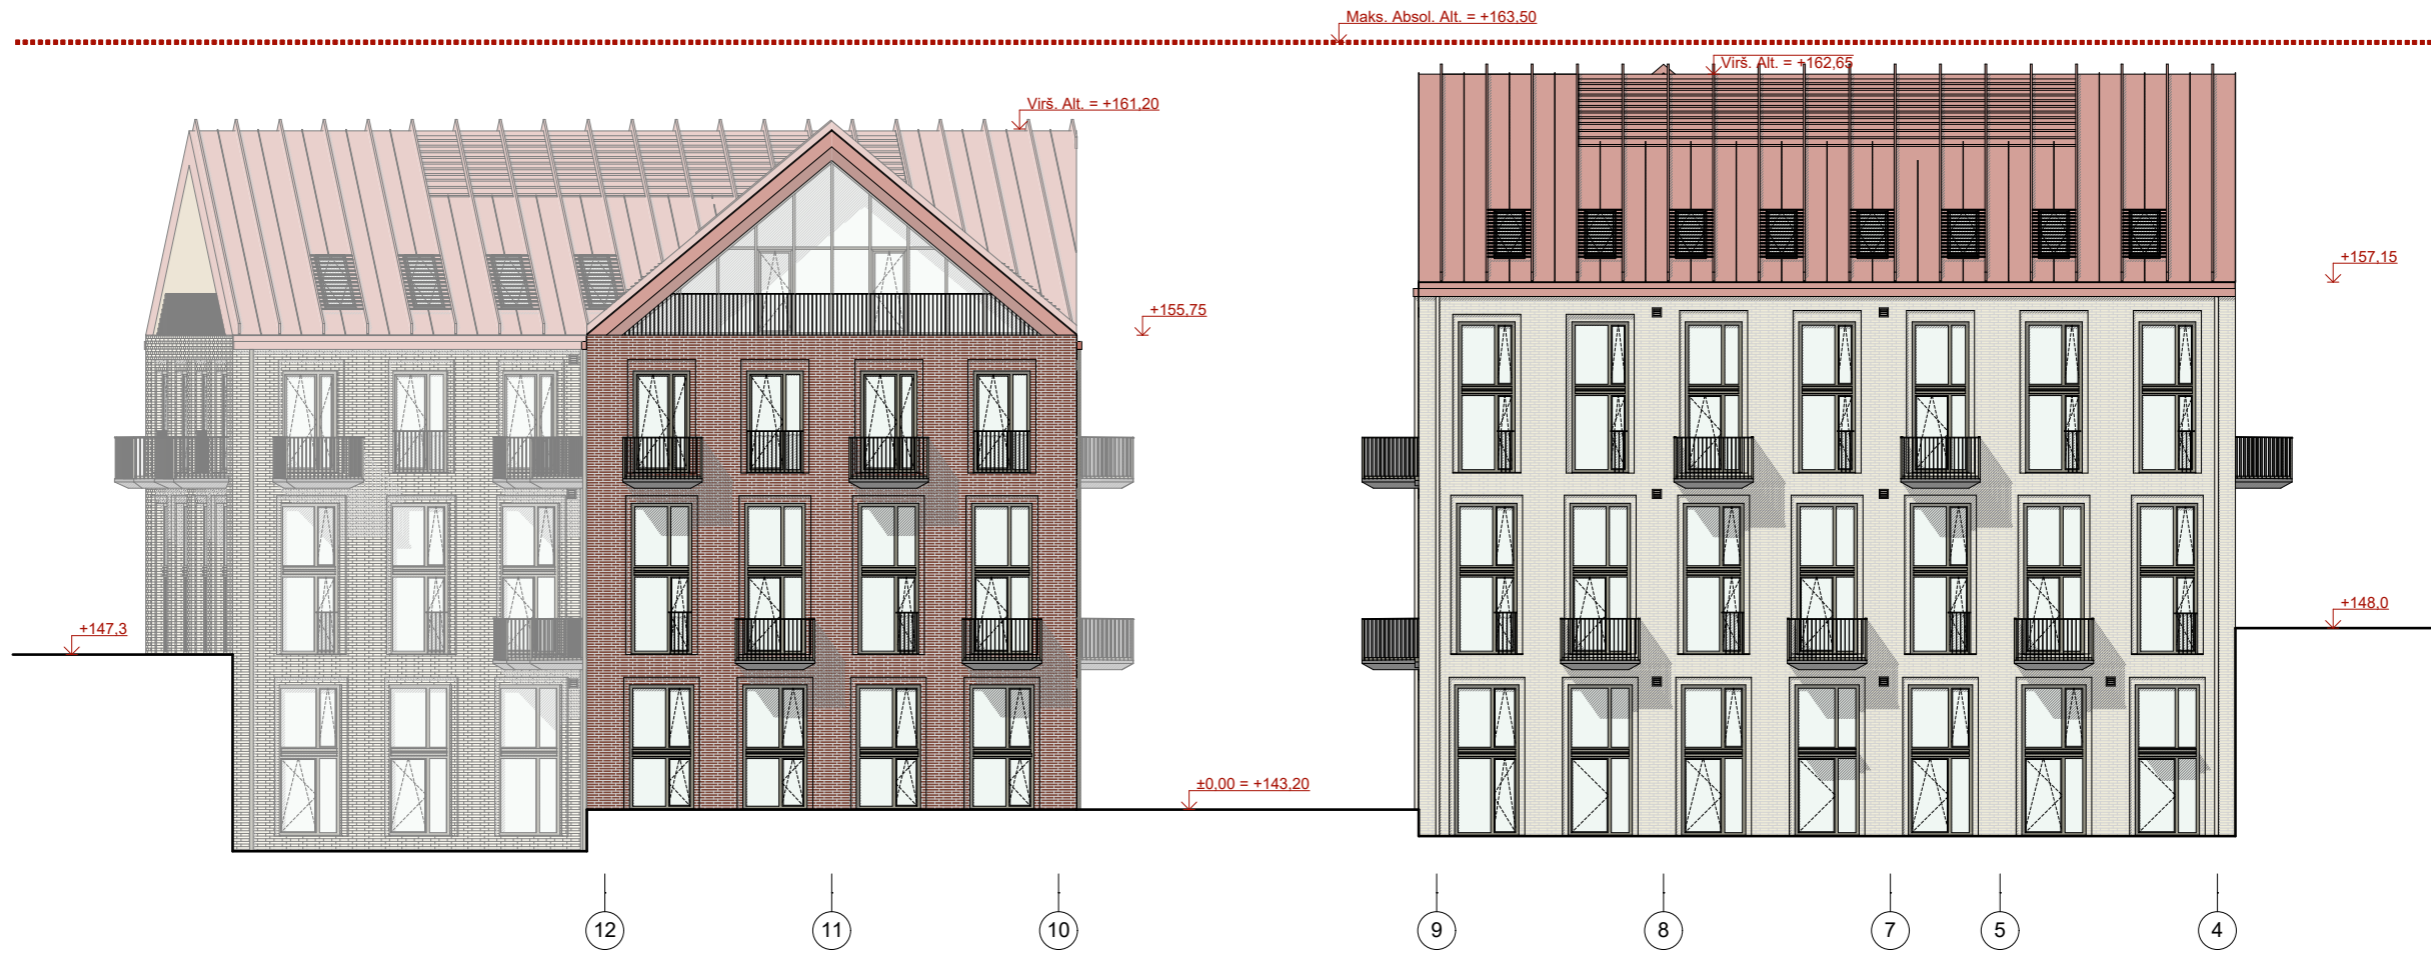 Maks. Absol. Alt. = +163,50
Virš. Alt. = +162,65
Virš. Alt. = +161,20
+157,15
+155,75
+148,0
+147,3
±0,00 = +143,20
12 11 10 9 8 7 5 4